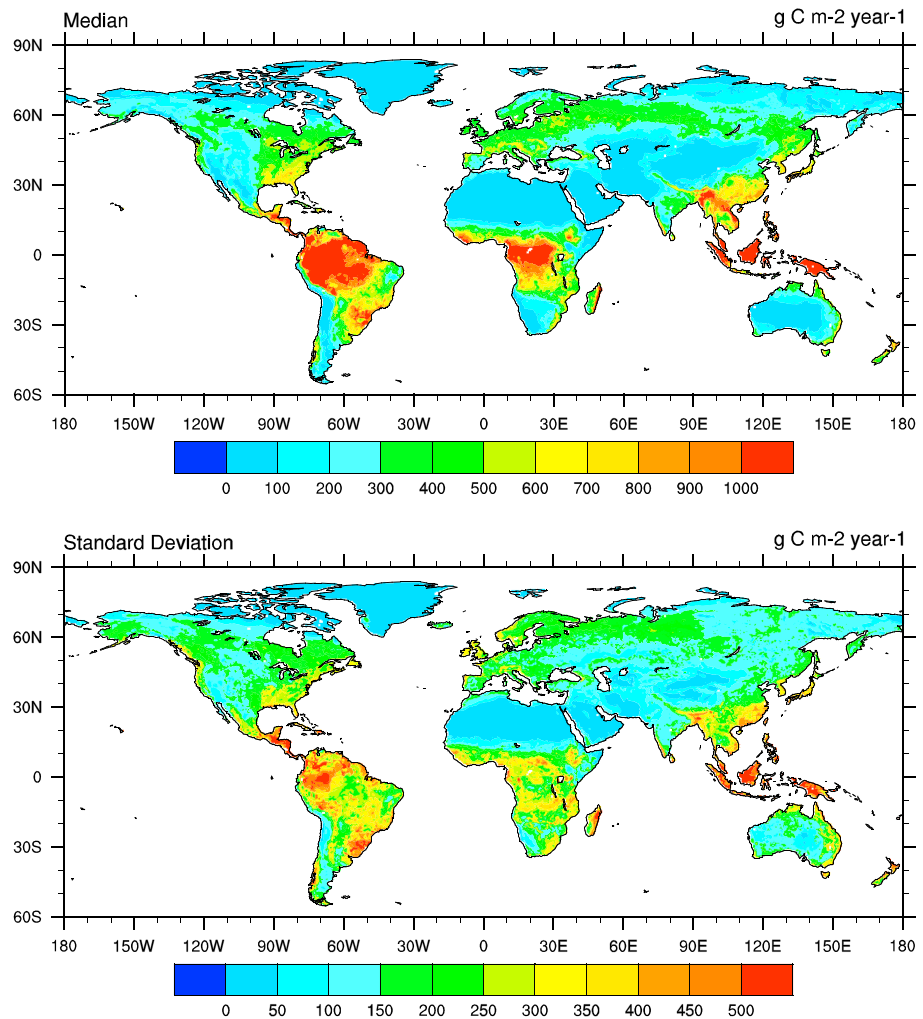 Median g C m-2 year-1
90N
60N
30N
0
30S
60S
180 150W 120W 90W 60W 30W 0 30E 60E 90E 120E 150E 180
0 100 200 300 400 500 600 700 800 900 1000
Standard Deviation g C m-2 year-1
90N
60N
30N
0
30S
60S
180 150W 120W 90W 60W 30W 0 30E 60E 90E 120E 150E 180
0 50 100 150 200 250 300 350 400 450 500